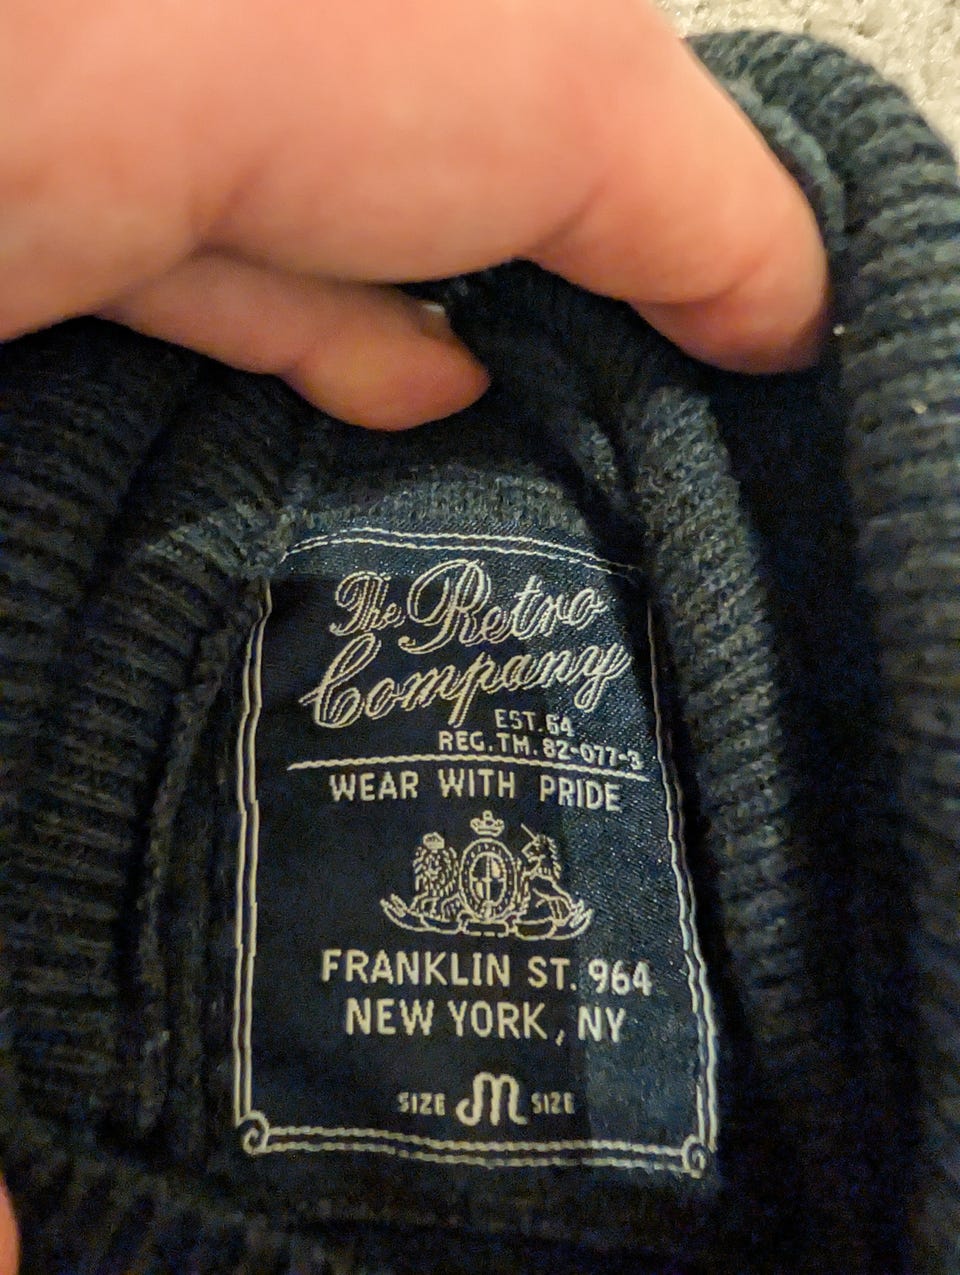 The Retro
Company
EST.64
REG.TM.82-077-3
WEAR WITH PRIDE
FRANKLIN ST. 964
NEW YORK, NY
SIZE M SIZE